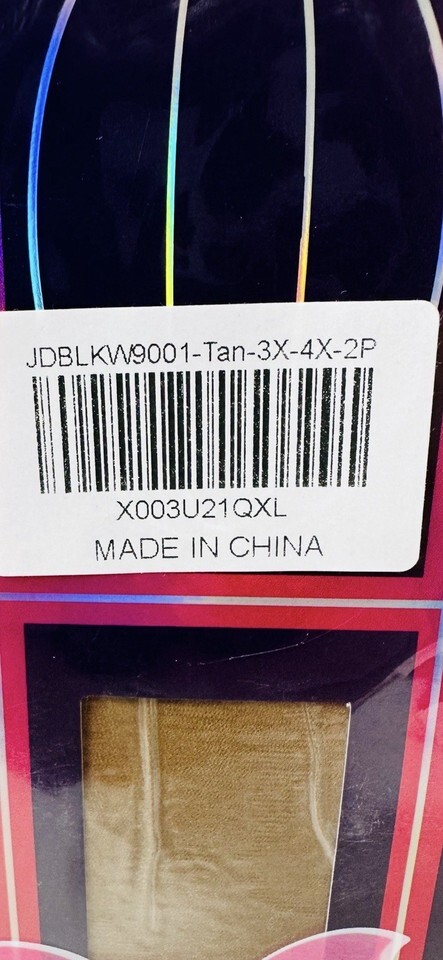 JDBLKW9001-Tan-3X-4X-2P
X003U21QXL
MADE IN CHINA